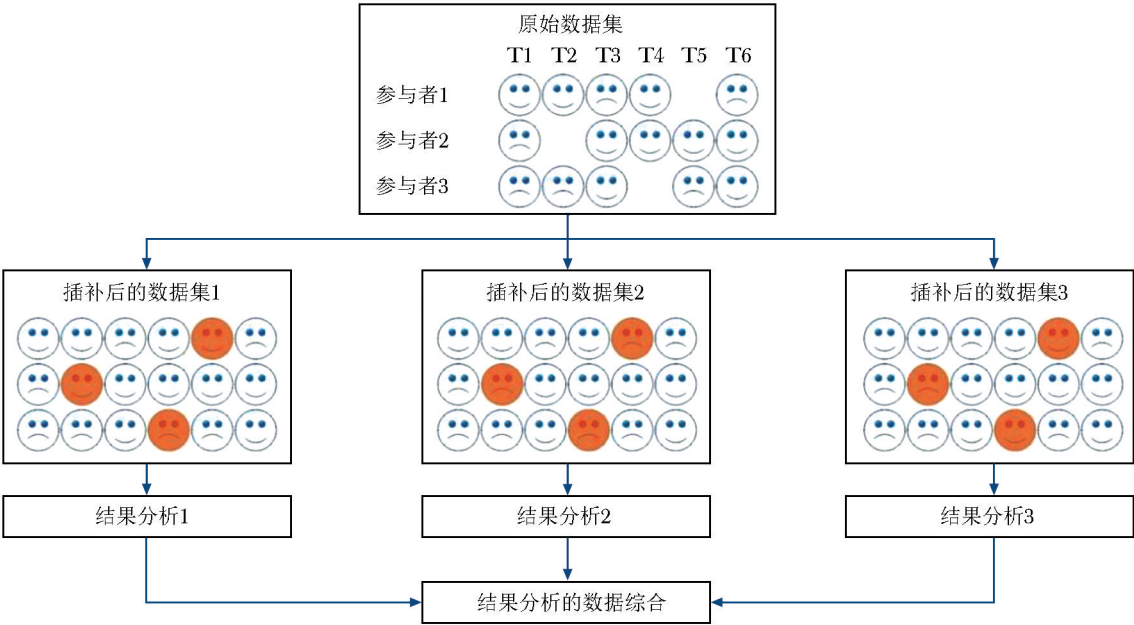 原始数据集
T1 T2 T3 T4 T5 T6
参与者1
参与者2
参与者3
插补后的数据集1 插补后的数据集2 插补后的数据集3
结果分析1 结果分析2 结果分析3
结果分析的数据综合